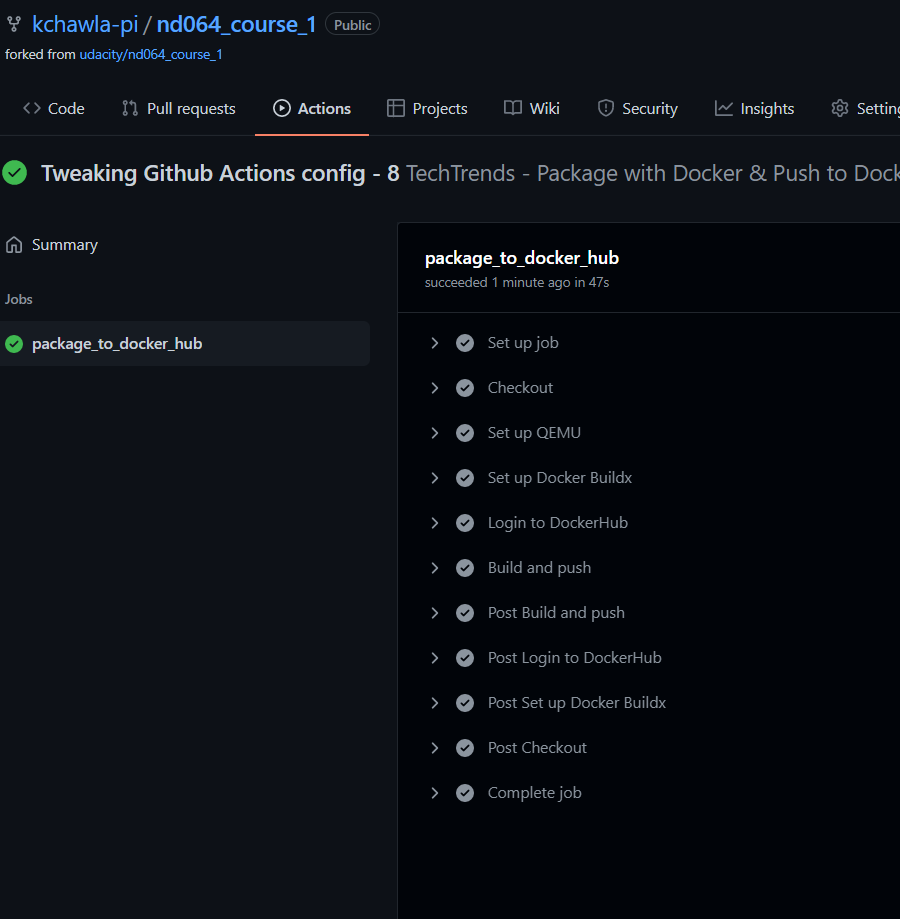 kchawla-pi / nd064_course_1 Public
forked from udacity/nd064_course_1
Code Pull requests Actions Projects Wiki Security Insights
Tweaking Github Actions config - 8 TechTrends - Package with Docker & Push to
Summary
package_to_docker_hub
succeeded 1 minute ago in 47s
Jobs
package_to_docker_hub
Set up job
Checkout
Set up QEMU
Set up Docker Buildx
Login to DockerHub
Build and push
Post Build and push
Post Login to DockerHub
Post Set up Docker Buildx
Post Checkout
Complete job